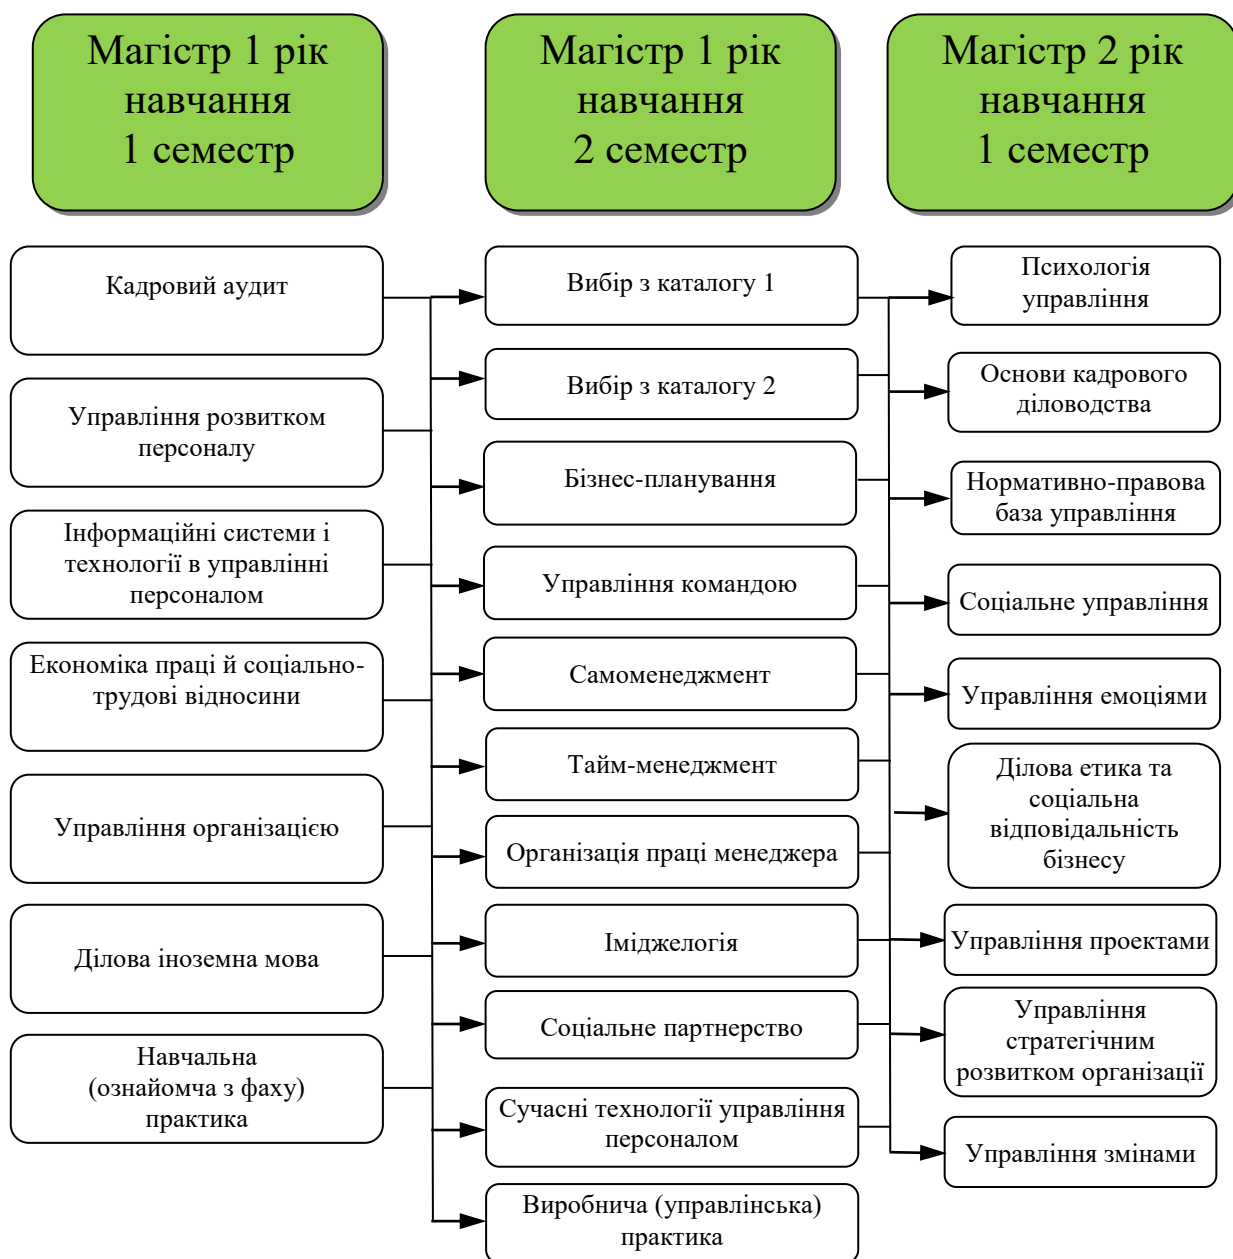 Магістр 1 рік
навчання
1 семестр
Магістр 1 рік
навчання
2 семестр
Магістр 2 рік
навчання
1 семестр
Кадровий аудит
Управління розвитком
персоналу
Інформаційні системи і
технології в управлінні
персоналом
Економіка праці й соціально-
трудові відносини
Управління організацією
Ділова іноземна мова
Навчальна
(ознайомча з фаху)
практика
Вибір з каталогу 1
Вибір з каталогу 2
Бізнес-планування
Управління командою
Самоменеджмент
Тайм-менеджмент
Організація праці менеджера
Іміджелогія
Соціальне партнерство
Сучасні технології управління
персоналом
Виробнича (управлінська)
практика
Психологія
управління
Основи кадрового
діловодства
Нормативно-правова
база управління
Соціальне управління
Управління емоціями
Ділова етика та
соціальна
відповідальність
бізнесу
Управління проектами
Управління
стратегічним
розвитком організації
Управління змінами